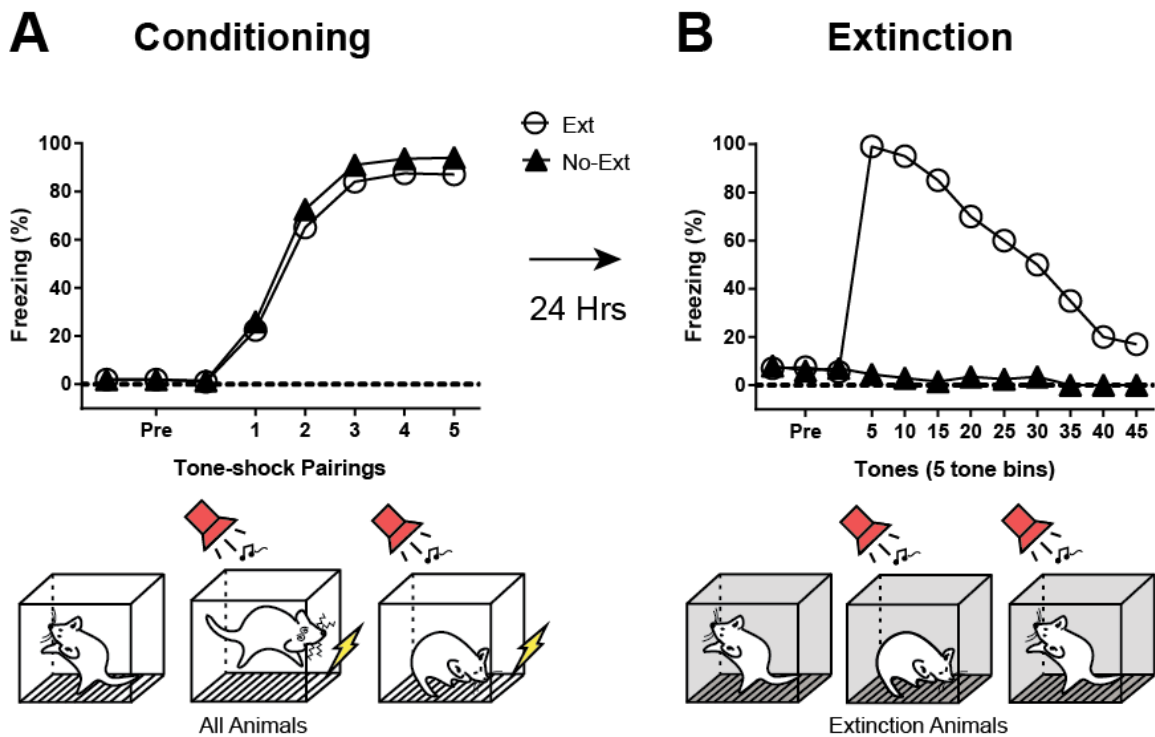 A Conditioning
Freezing (%)
100
80
60
40
20
0
Pre 1 2 3 4 5
Tone-shock Pairings
Ext
No-Ext
24 Hrs
All Animals
B Extinction
Freezing (%)
100
80
60
40
20
0
Pre 5 10 15 20 25 30 35 40 45
Tones (5 tone bins)
Extinction Animals